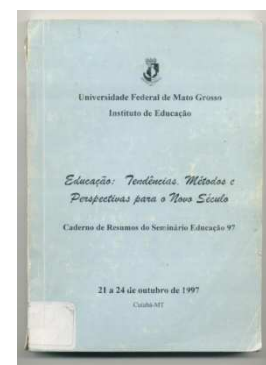 Universidade Federal de Mato Grosso
Instituto de Educação
Educação: Tendências, Métodos e
Perspectivas para o Novo Século
Caderno de Resumos do Seminário Educação 97
21 a 24 de outubro de 1997
Cuiabá-MT